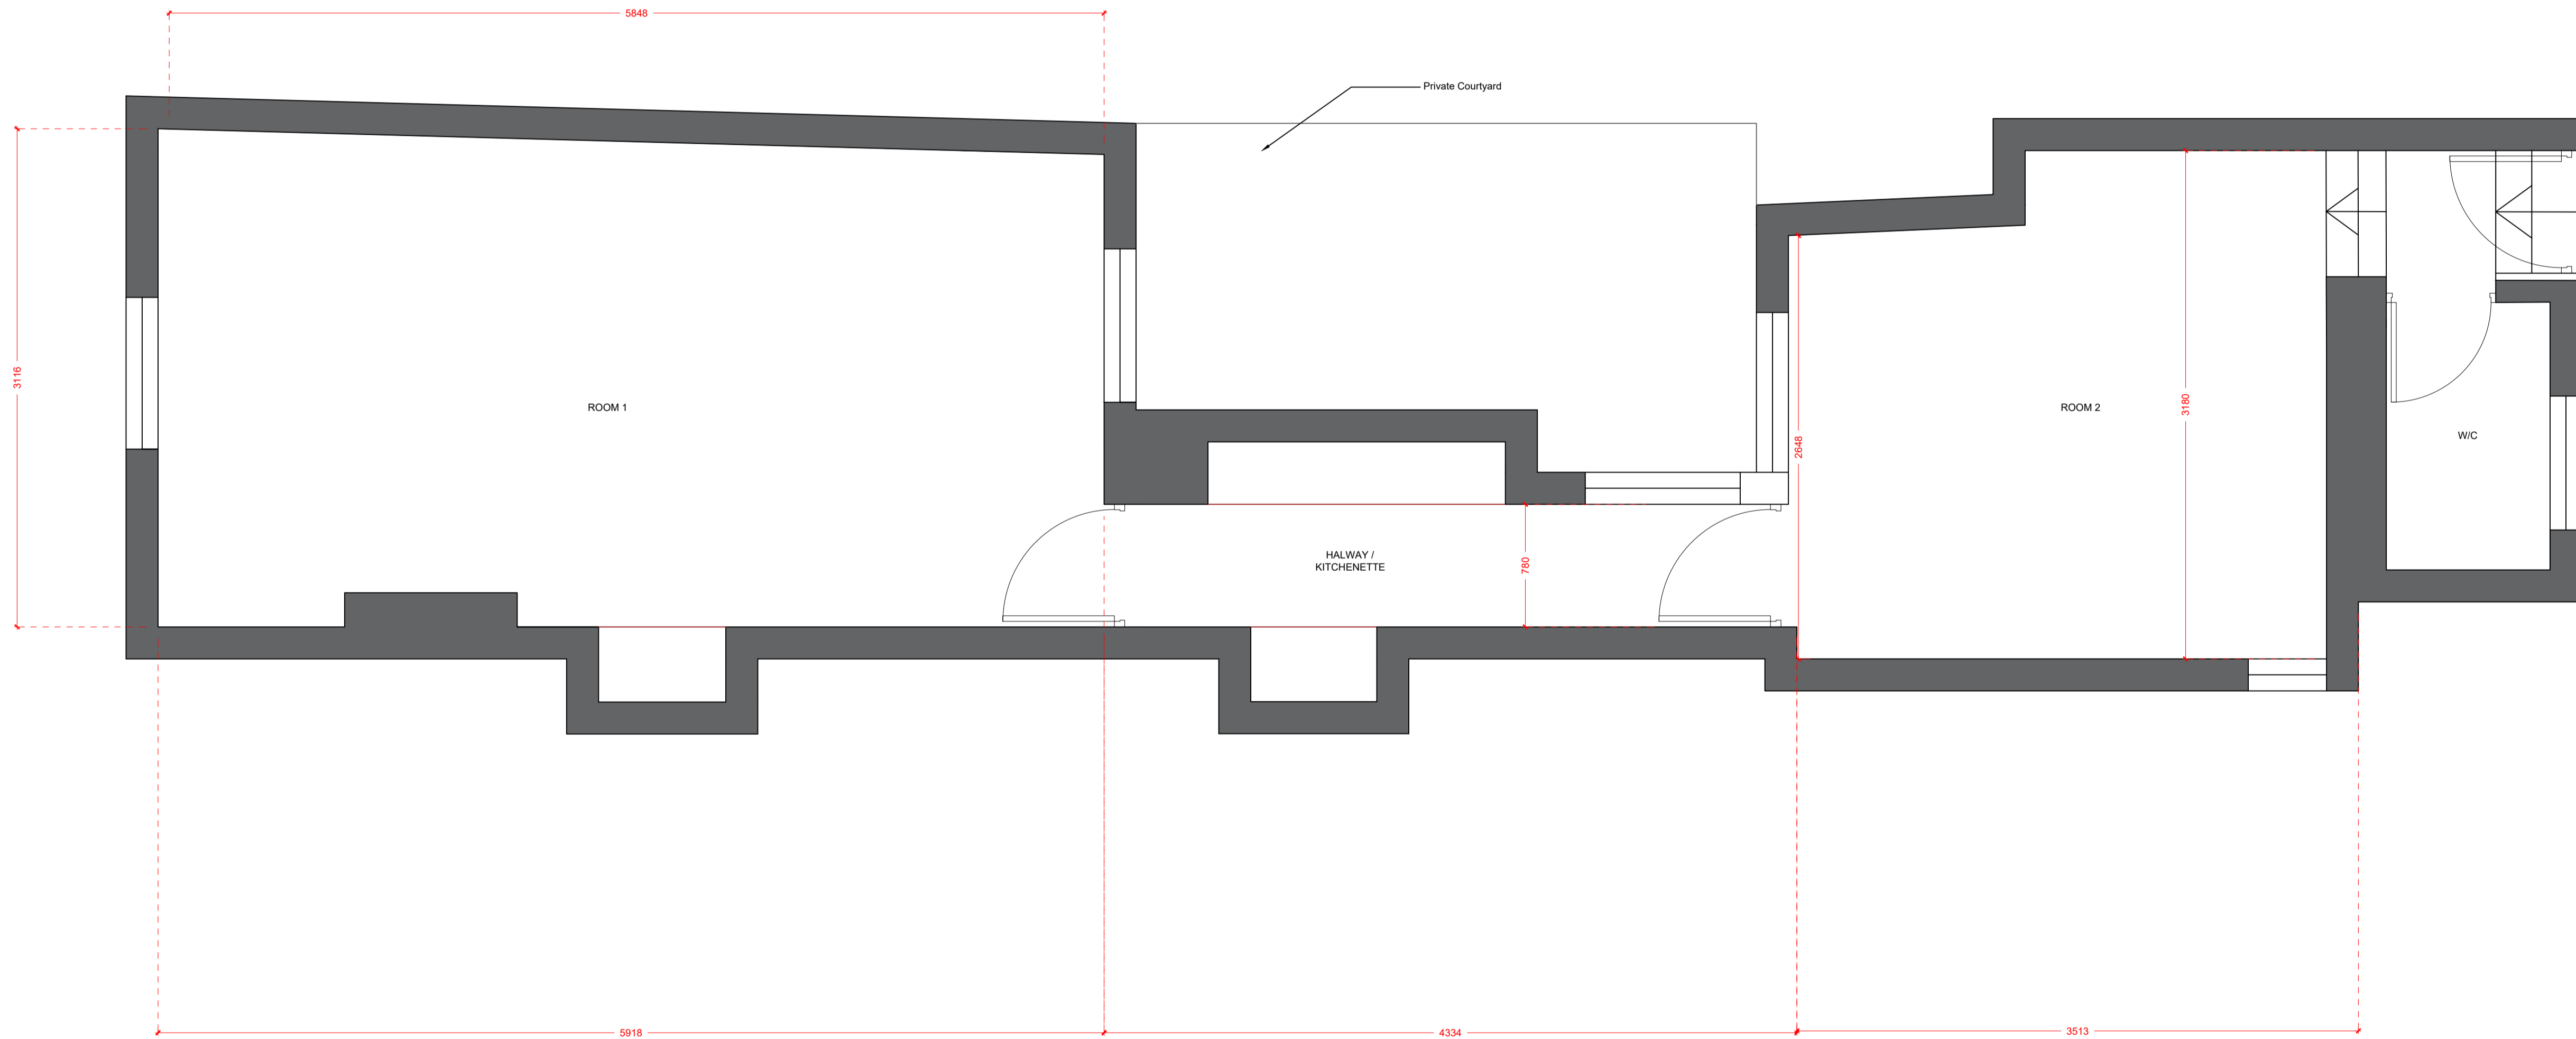 5848
Private Courtyard
3116
ROOM 1
ROOM 2
3180
2648
W/C
HALWAY /
KITCHENETTE
780
5918
4334
3513